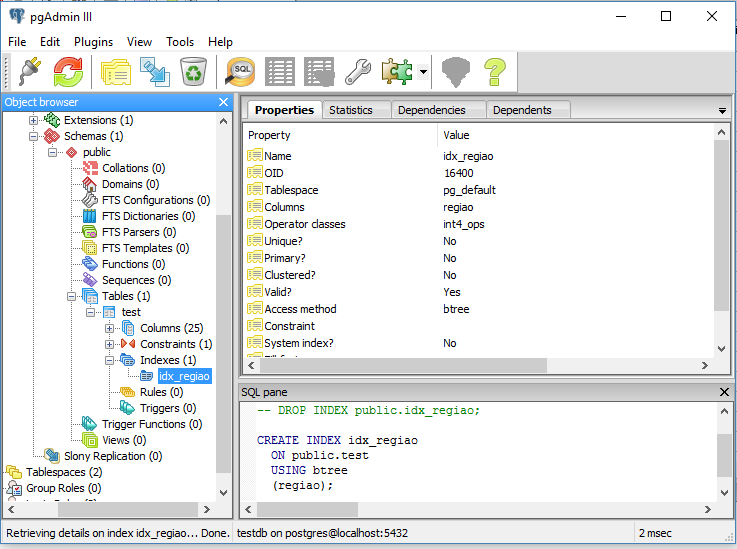 pgAdmin III
File Edit Plugins View Tools Help
SQL
Object browser
Extensions (1)
Schemas (1)
public
Collations (0)
Domains (0)
FTS Configurations (0)
FTS Dictionaries (0)
FTS Parsers (0)
FTS Templates (0)
Functions (0)
Sequences (0)
Tables (1)
test
Columns (25)
Constraints (1)
Indexes (1)
idx_regiao
Rules (0)
Triggers (0)
Trigger Functions (0)
Views (0)
Slony Replication (0)
Tablespaces (2)
Group Roles (0)
Properties Statistics Dependencies Dependents
Property Value
Name idx_regiao
OID 16400
Tablespace pg_default
Columns regiao
Operator classes int4_ops
Unique? No
Primary? No
Clustered? No
Valid? Yes
Access method btree
Constraint
System index? No
SQL pane
-- DROP INDEX public.idx_regiao;
CREATE INDEX idx_regiao
ON public.test
USING btree
(regiao);
Retrieving details on index idx_regiao... Done. testdb on postgres@localhost:5432 2 msec